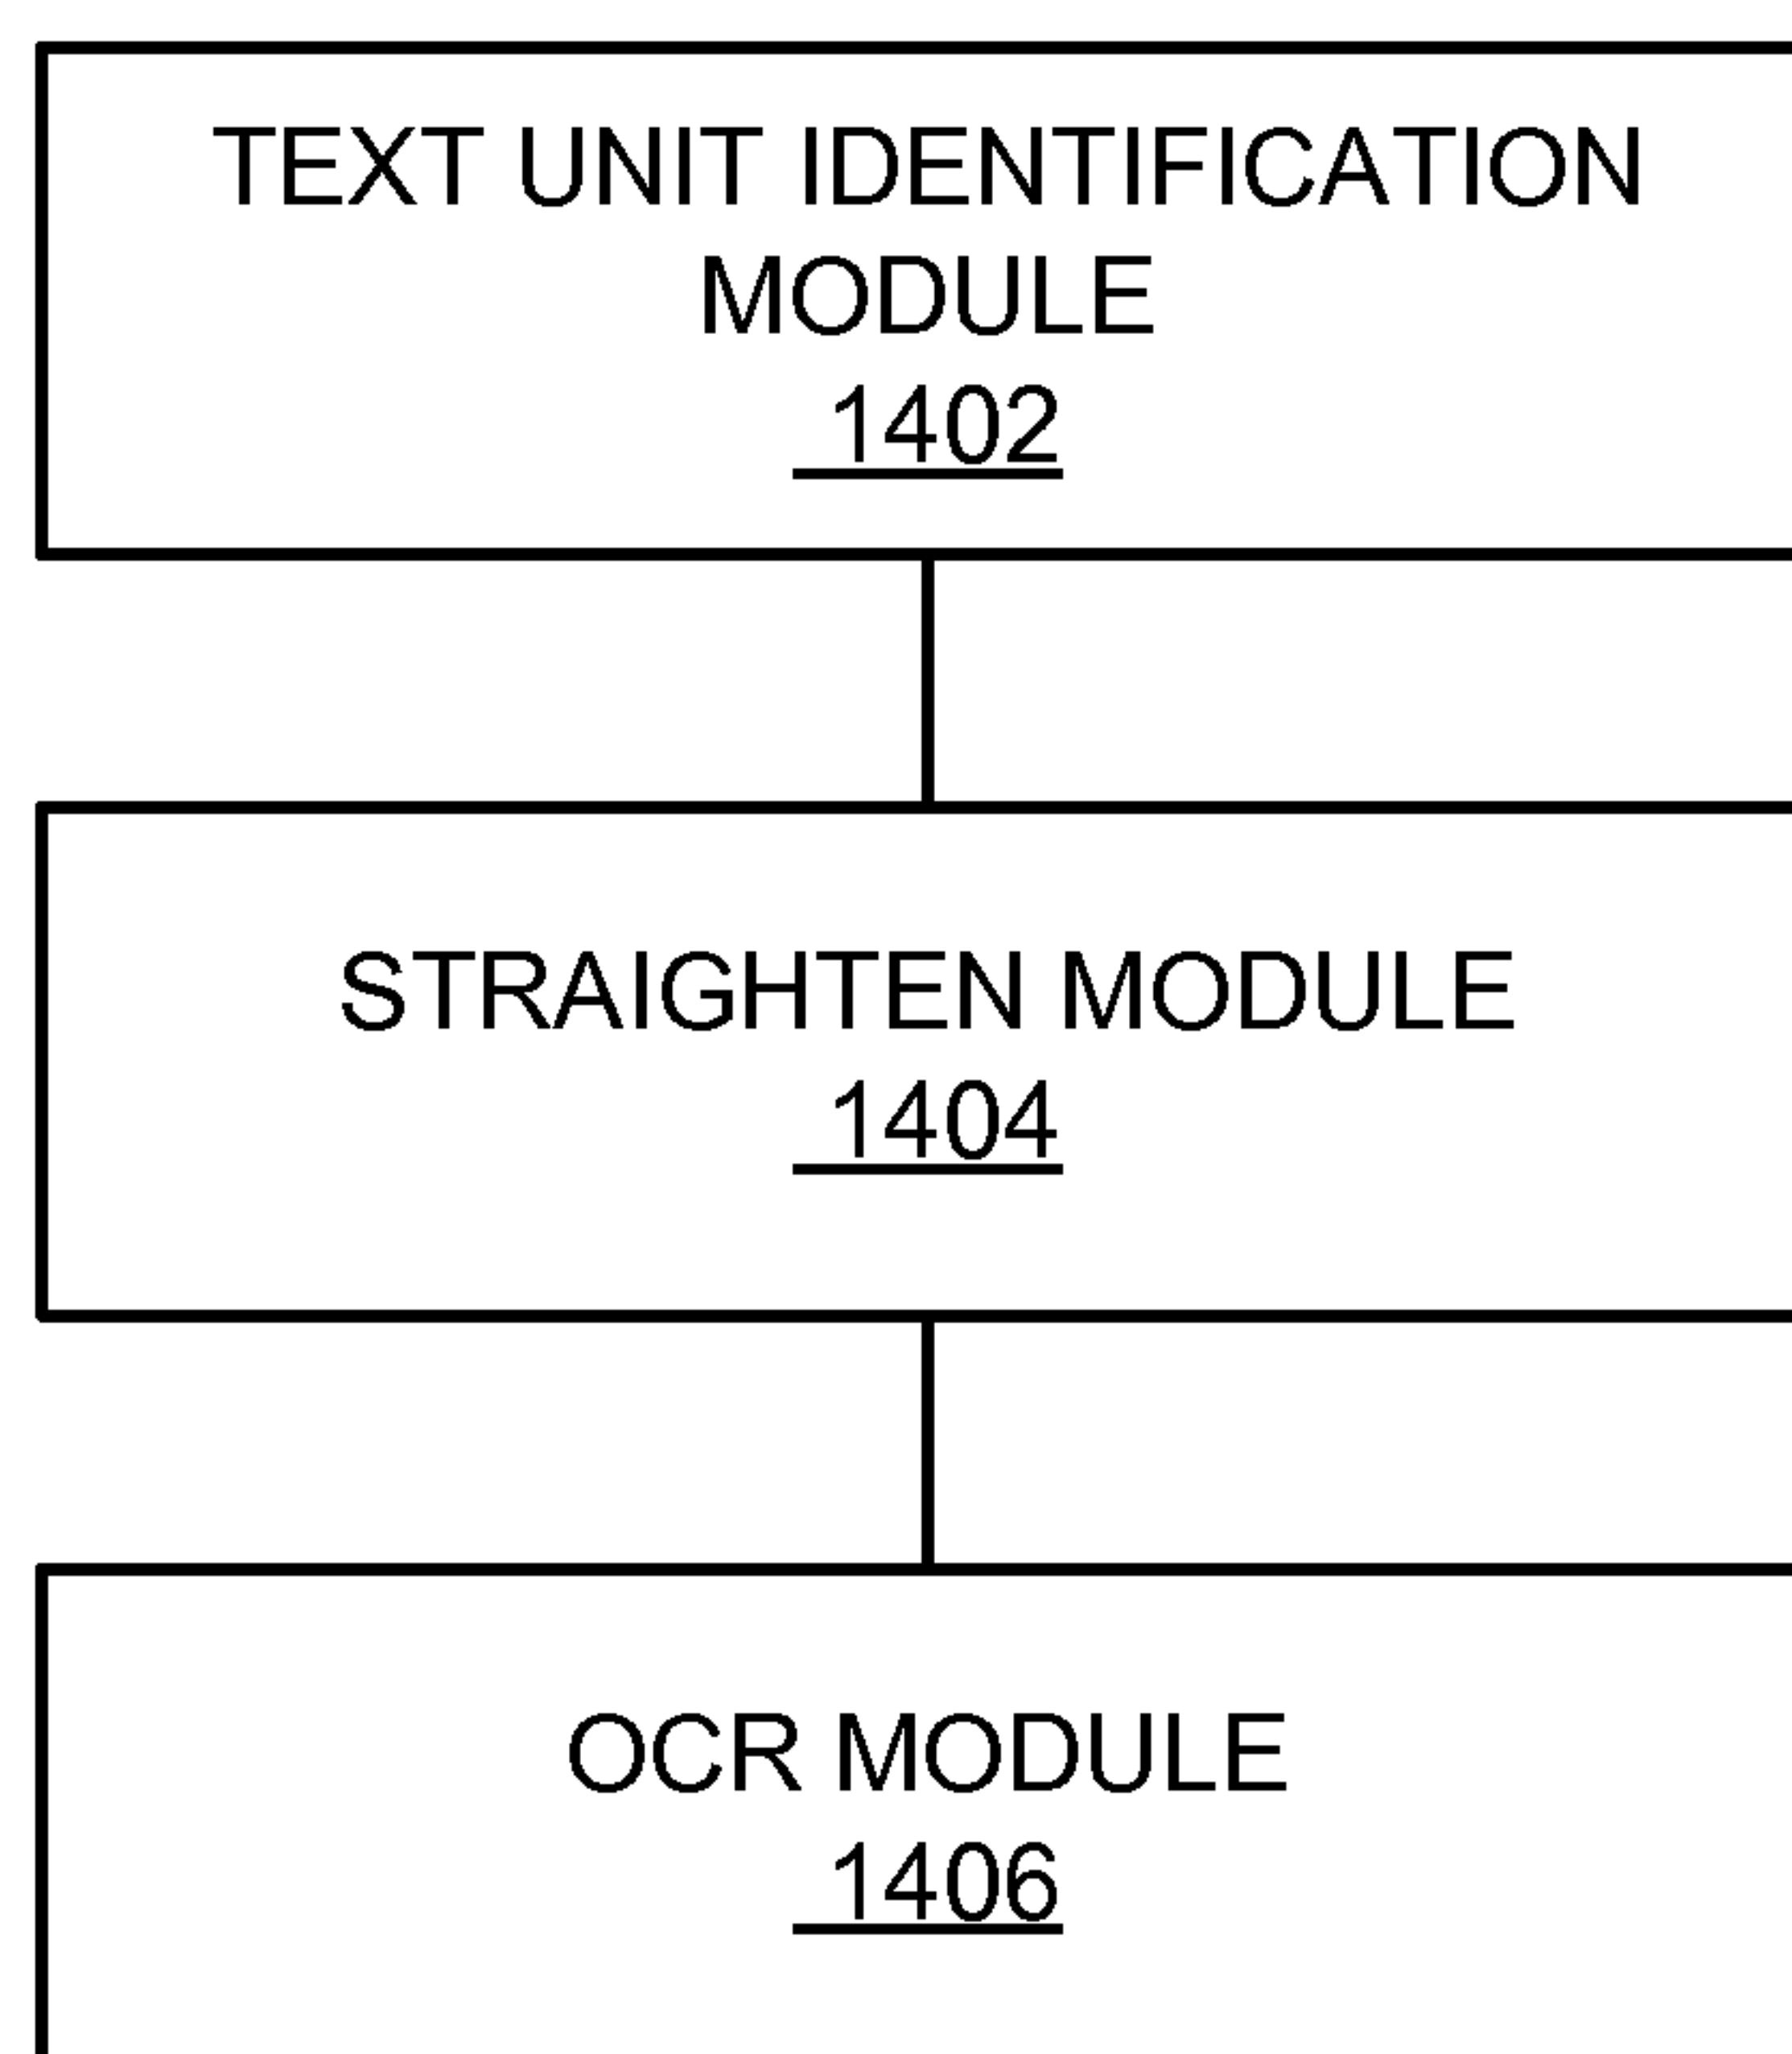 TEXT UNIT IDENTIFICATION
MODULE
1402
STRAIGHTEN MODULE
1404
OCR MODULE
1406